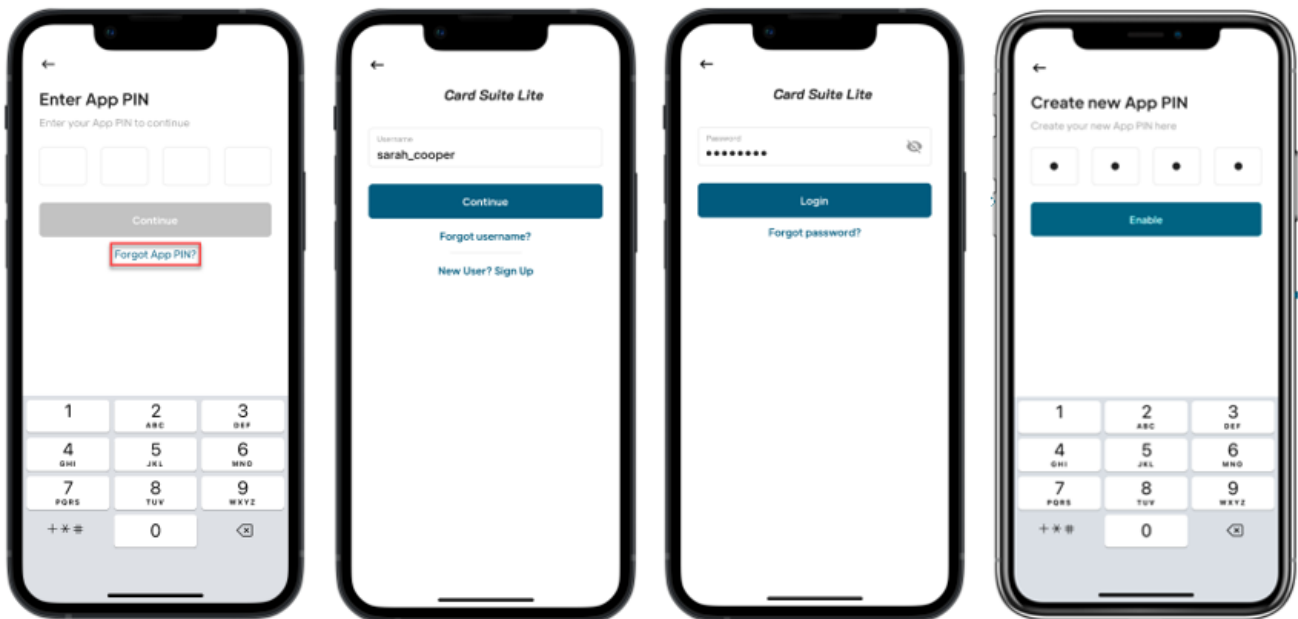 Enter App PIN
Enter your App PIN to continue
Continue
Forgot App PIN?
1
2
ABC
3
DEF
4
GHI
5
JKL
6
MNO
7
PQRS
8
TUV
9
WXYZ
+*#
0
Card Suite Lite
Username
sarah_cooper
Continue
Forgot username?
New User? Sign Up
Card Suite Lite
Password
Login
Forgot password?
Create new App PIN
Create your new App PIN here
Enable
1
2
ABC
3
DEF
4
GHI
5
JKL
6
MNO
7
PQRS
8
TUV
9
WXYZ
+*#
0